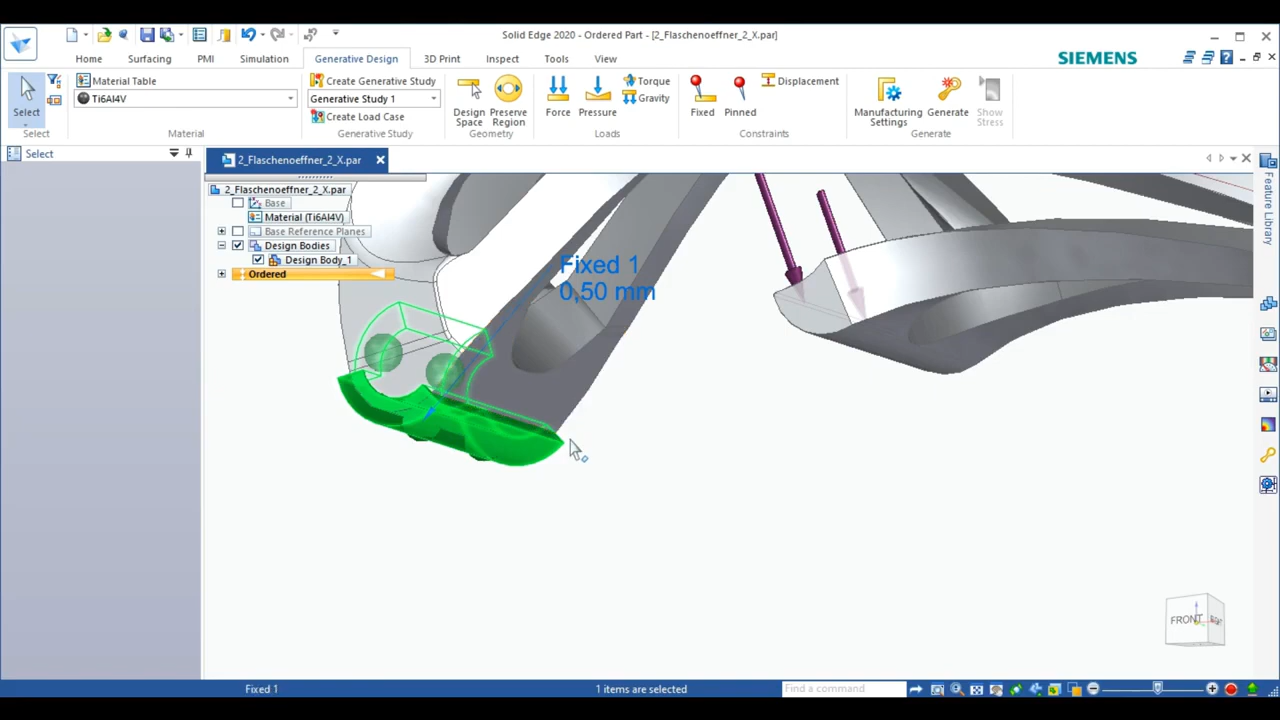 Solid Edge 2020 - Ordered Part - [2_Flaschenoeffner_2_X.par]
Home Surfacing PMI Simulation Generative Design 3D Print Inspect Tools View SIEMENS
Select
Select
Material Table
Ti6Al4V
Material
Create Generative Study
Generative Study 1
Create Load Case
Generative Study
Design Space
Preserve Region
Geometry
Force
Pressure
Torque
Gravity
Loads
Fixed
Pinned
Displacement
Constraints
Manufacturing Settings
Generate
Show Stress
Generate
Select
2_Flaschenoeffner_2_X.par
2_Flaschenoeffner_2_X.par
Base
Material (Ti6Al4V)
Base Reference Planes
Design Bodies
Design Body_1
Ordered
Fixed 1
0,50 mm
Feature Library
FRONT
Fixed 1
1 items are selected
Find a command